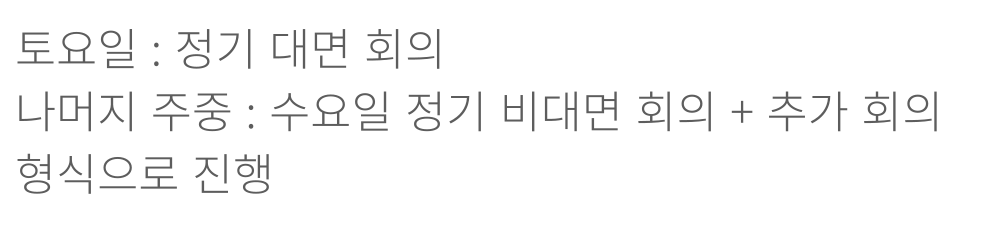 토요일 : 정기 대면 회의
나머지 주중 : 수요일 정기 비대면 회의 + 추가 회의
형식으로 진행